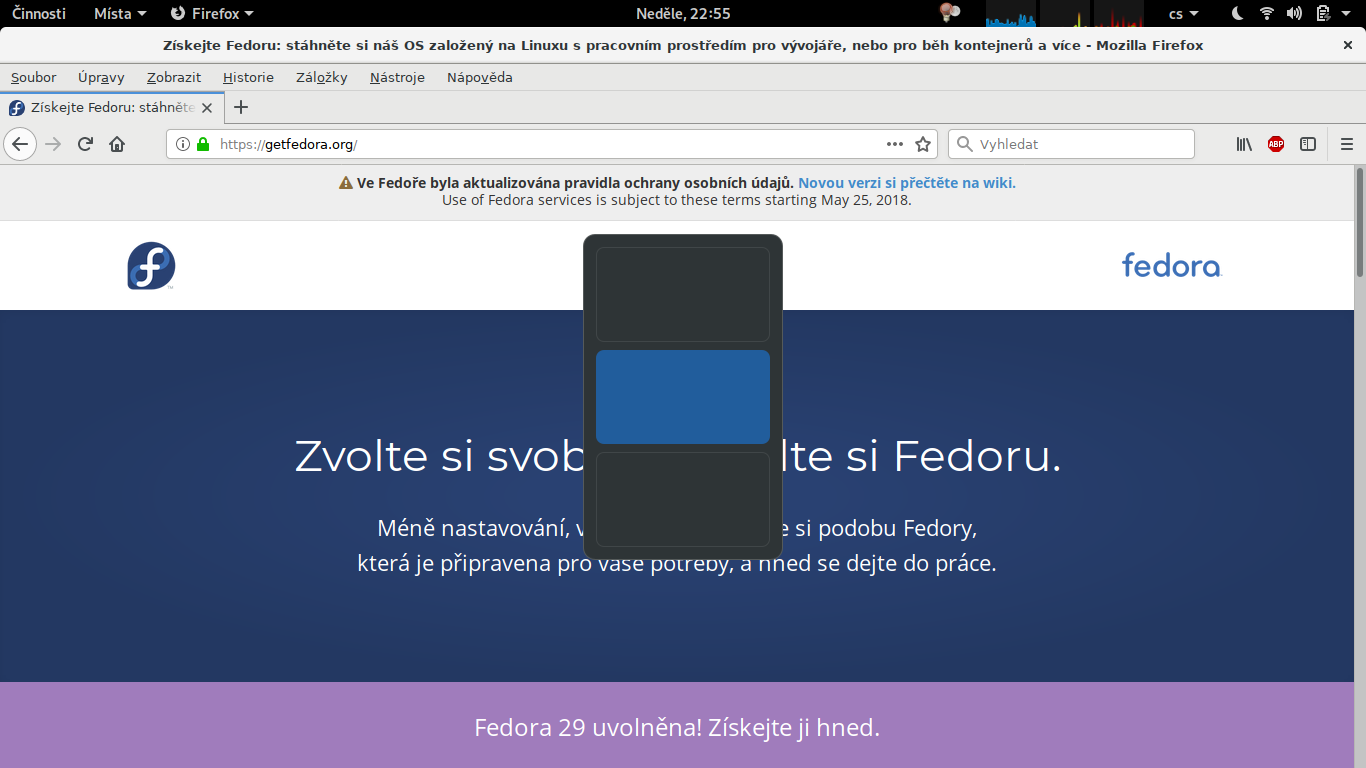 Činnosti Místa Firefox Neděle, 22:55 cs
Získejte Fedoru: stáhněte si náš OS založený na Linuxu s pracovním prostředím pro vývojáře, nebo pro běh kontejnerů a více - Mozilla Firefox
Soubor Úpravy Zobrazit Historie Záložky Nástroje Nápověda
Získejte Fedoru: stáhněte
https://getfedora.org/ Vyhledat ABP
Ve Fedoře byla aktualizována pravidla ochrany osobních údajů. Novou verzi si přečtěte na wiki.
Use of Fedora services is subject to these terms starting May 25, 2018.
fedora
Zvolte si svob lte si Fedoru.
Méně nastavování, v e si podobu Fedory,
která je připravena pro vaše potřeby, a hned se dejte do práce.
Fedora 29 uvolněna! Získejte ji hned.